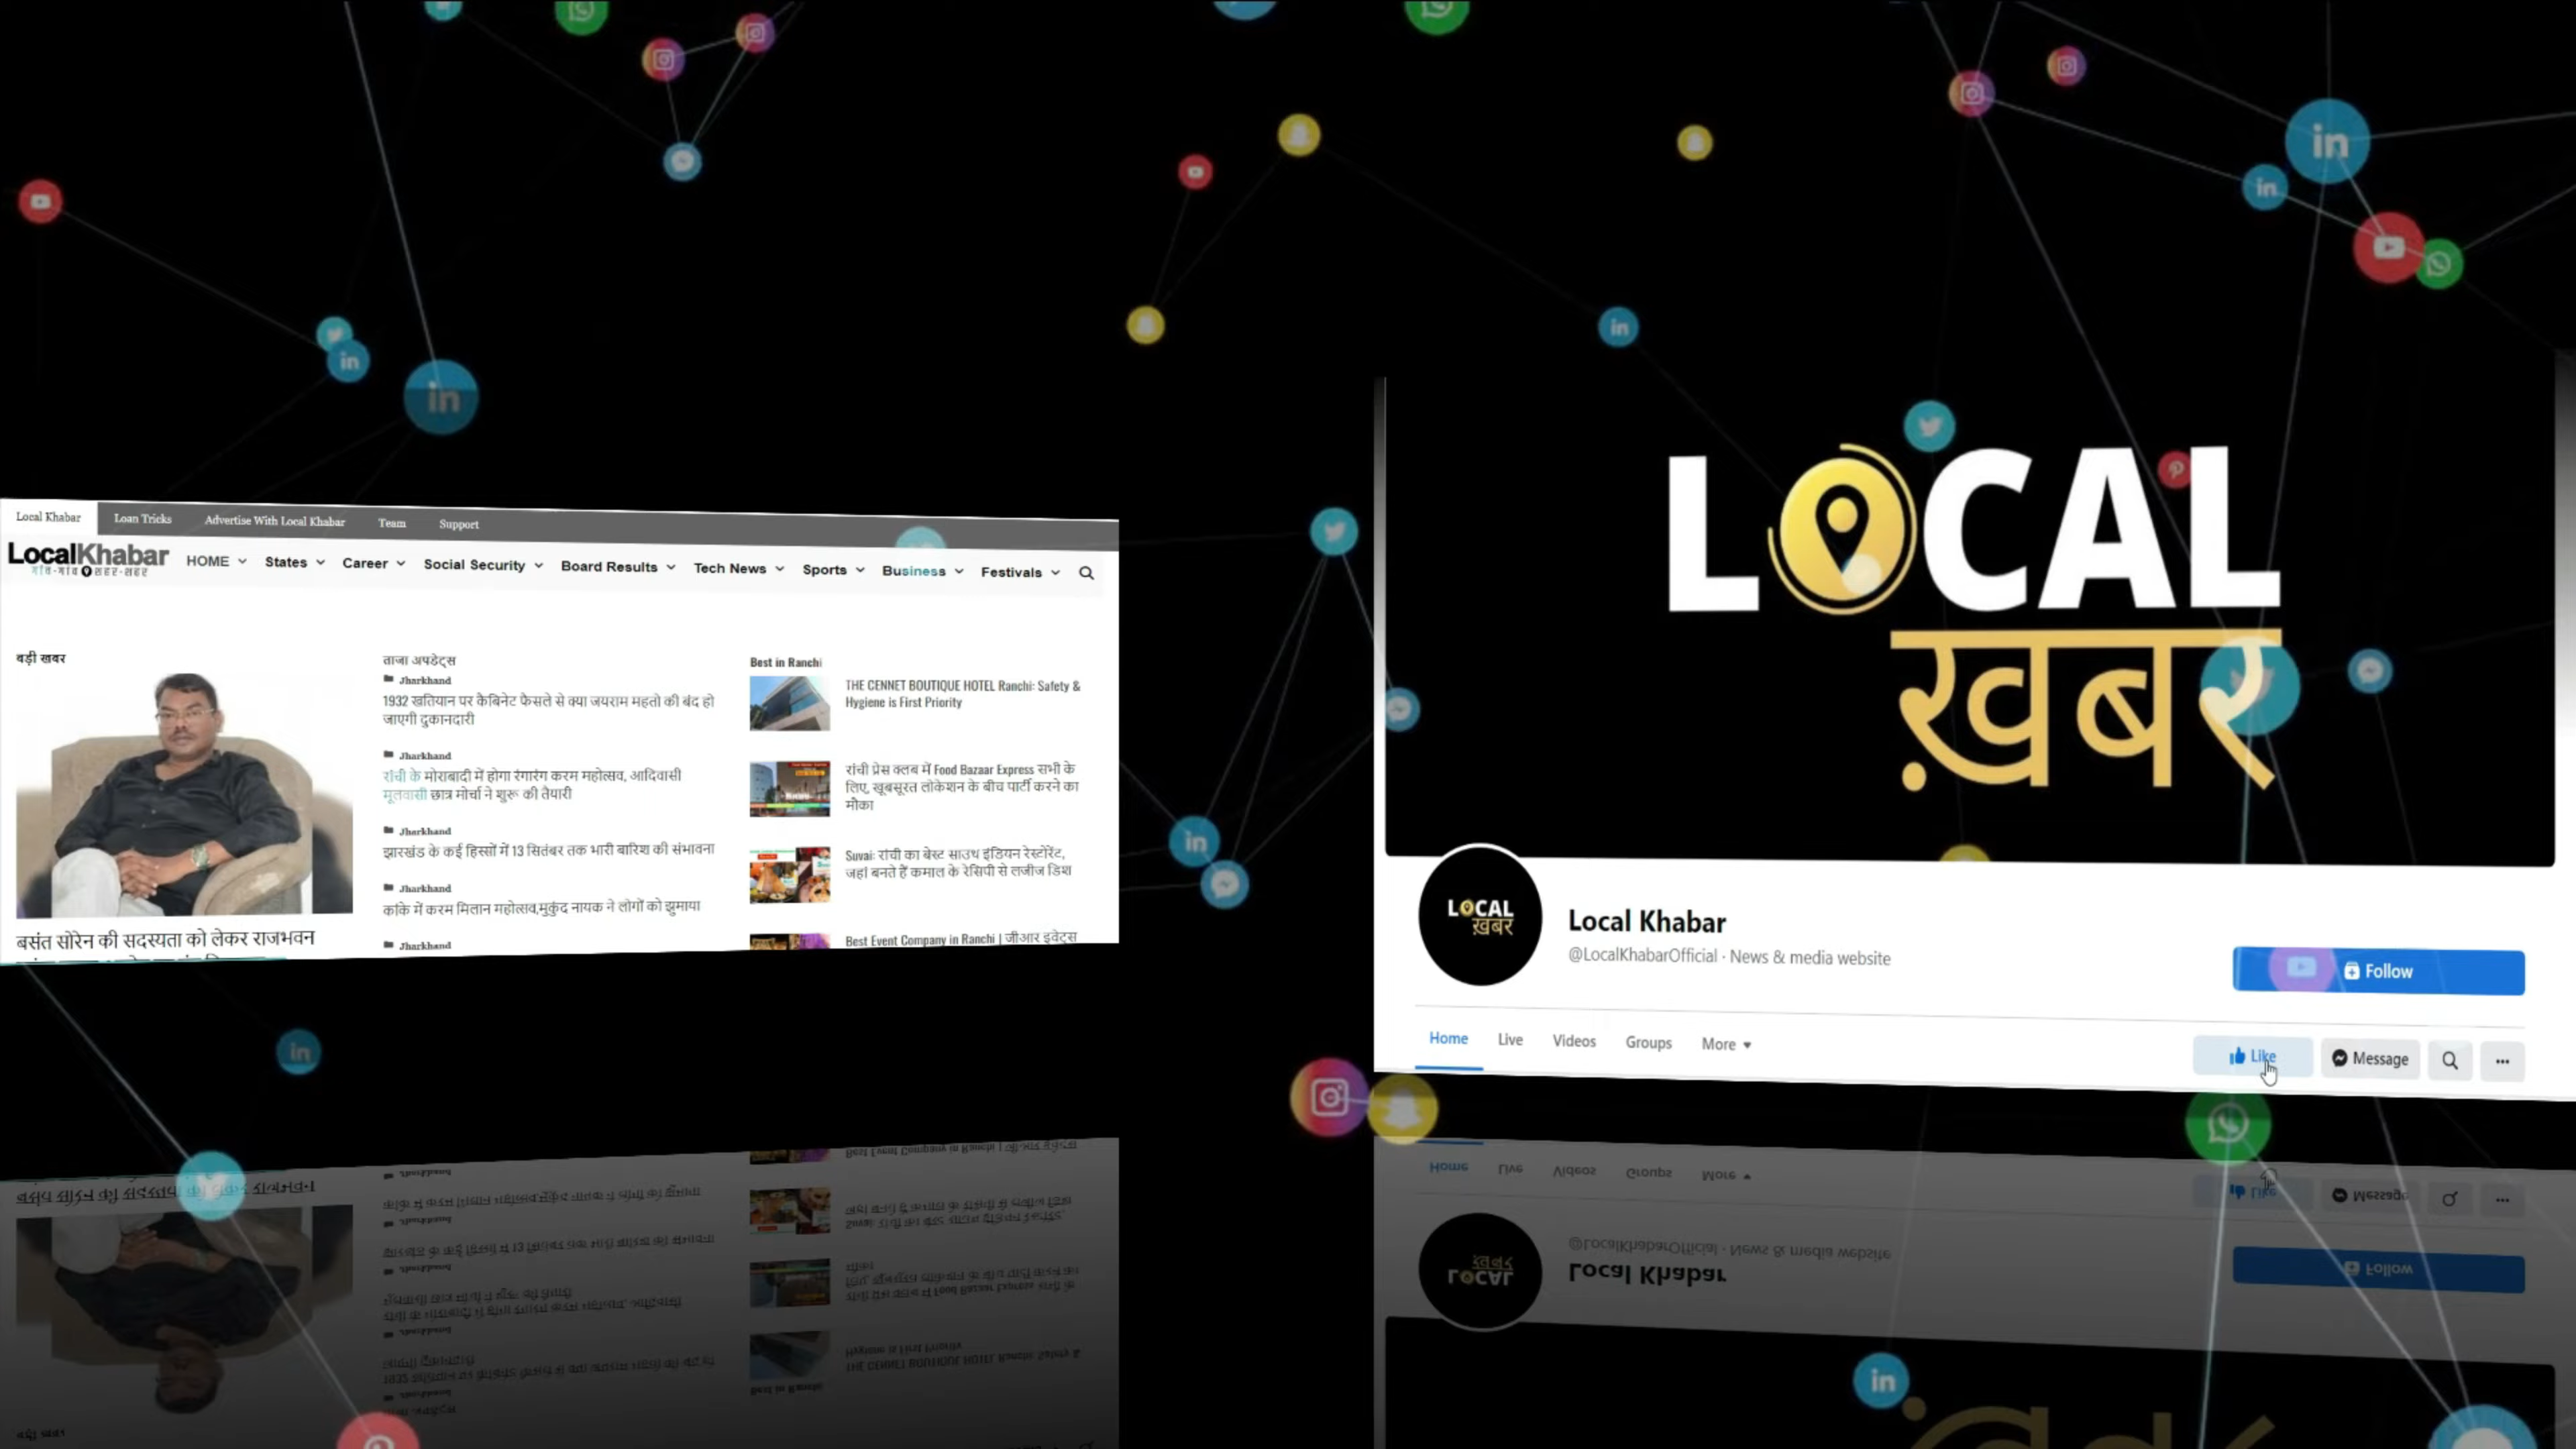 Local Khabar Loan Tricks Advertise With Local Khabar Team Support
LocalKhabar
गांव-गांव शहर-शहर
HOME States Career Social Security Board Results Tech News Sports Business Festivals
बड़ी खबर
बसंत सोरेन की सदस्यता को लेकर राजभवन
ताजा अपडेट्स
Jharkhand
1932 खतियान पर कैबिनेट फैसले से क्या जयराम महतो की बंद हो
जाएगी दुकानदारी
Jharkhand
रांची के मोराबादी में होगा रंगारंग करम महोत्सव, आदिवासी
मूलवासी छात्र मोर्चा ने शुरू की तैयारी
Jharkhand
झारखंड के कई हिस्सों में 13 सितंबर तक भारी बारिश की संभावना
Jharkhand
कांके में करम मिलन महोत्सव,मुकुंद नायक ने लोगों को झुमाया
Jharkhand
Best in Ranchi
THE CENNET BOUTIQUE HOTEL Ranchi: Safety &
Hygiene is First Priority
रांची प्रेस क्लब में Food Bazaar Express सभी के
लिए, खूबसूरत लोकेशन के बीच पार्टी करने का
मौका
Suvai: रांची का बेस्ट साउथ इंडियन रेस्टोरेंट,
जहां बनते हैं कमाल के रेसिपी से लजीज डिश
Best Event Company in Ranchi | जीआर इवेंट्स
LOCAL
ख़बर
LOCAL
ख़बर
Local Khabar
@LocalKhabarOfficial · News & media website
Follow
Home Live Videos Groups More
Like Message